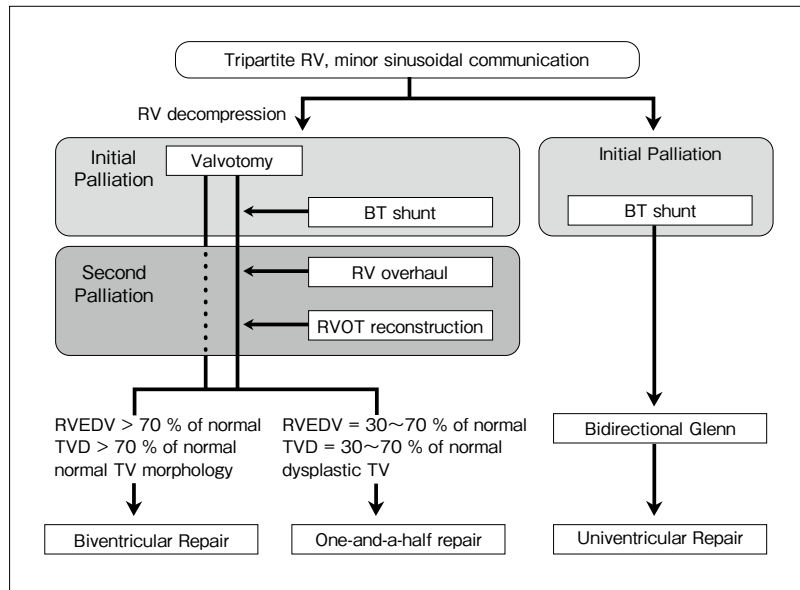 Tripartite RV, minor sinusoidal communication
RV decompression
Initial
Palliation
Valvotomy
BT shunt
Second
Palliation
RV overhaul
RVOT reconstruction
RVEDV > 70 % of normal
TVD > 70 % of normal
normal TV morphology
RVEDV = 30～70 % of normal
TVD = 30～70 % of normal
dysplastic TV
Biventricular Repair
One-and-a-half repair
Initial Palliation
BT shunt
Bidirectional Glenn
Univentricular Repair